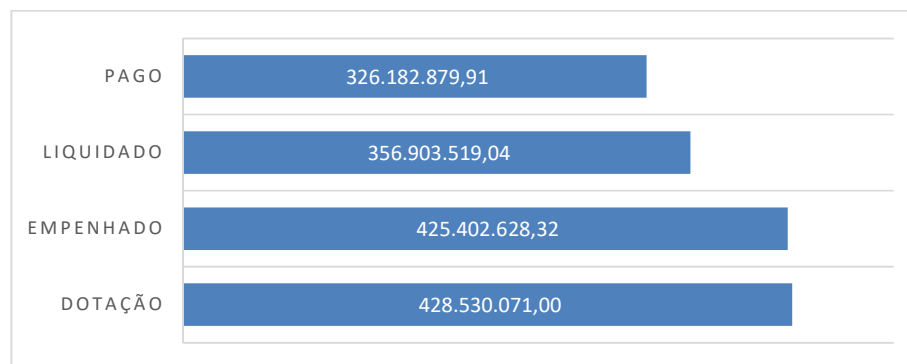 PAGO
326.182.879,91
LIQUIDADO
356.903.519,04
EMPENHADO
425.402.628,32
DOTAÇÃO
428.530.071,00